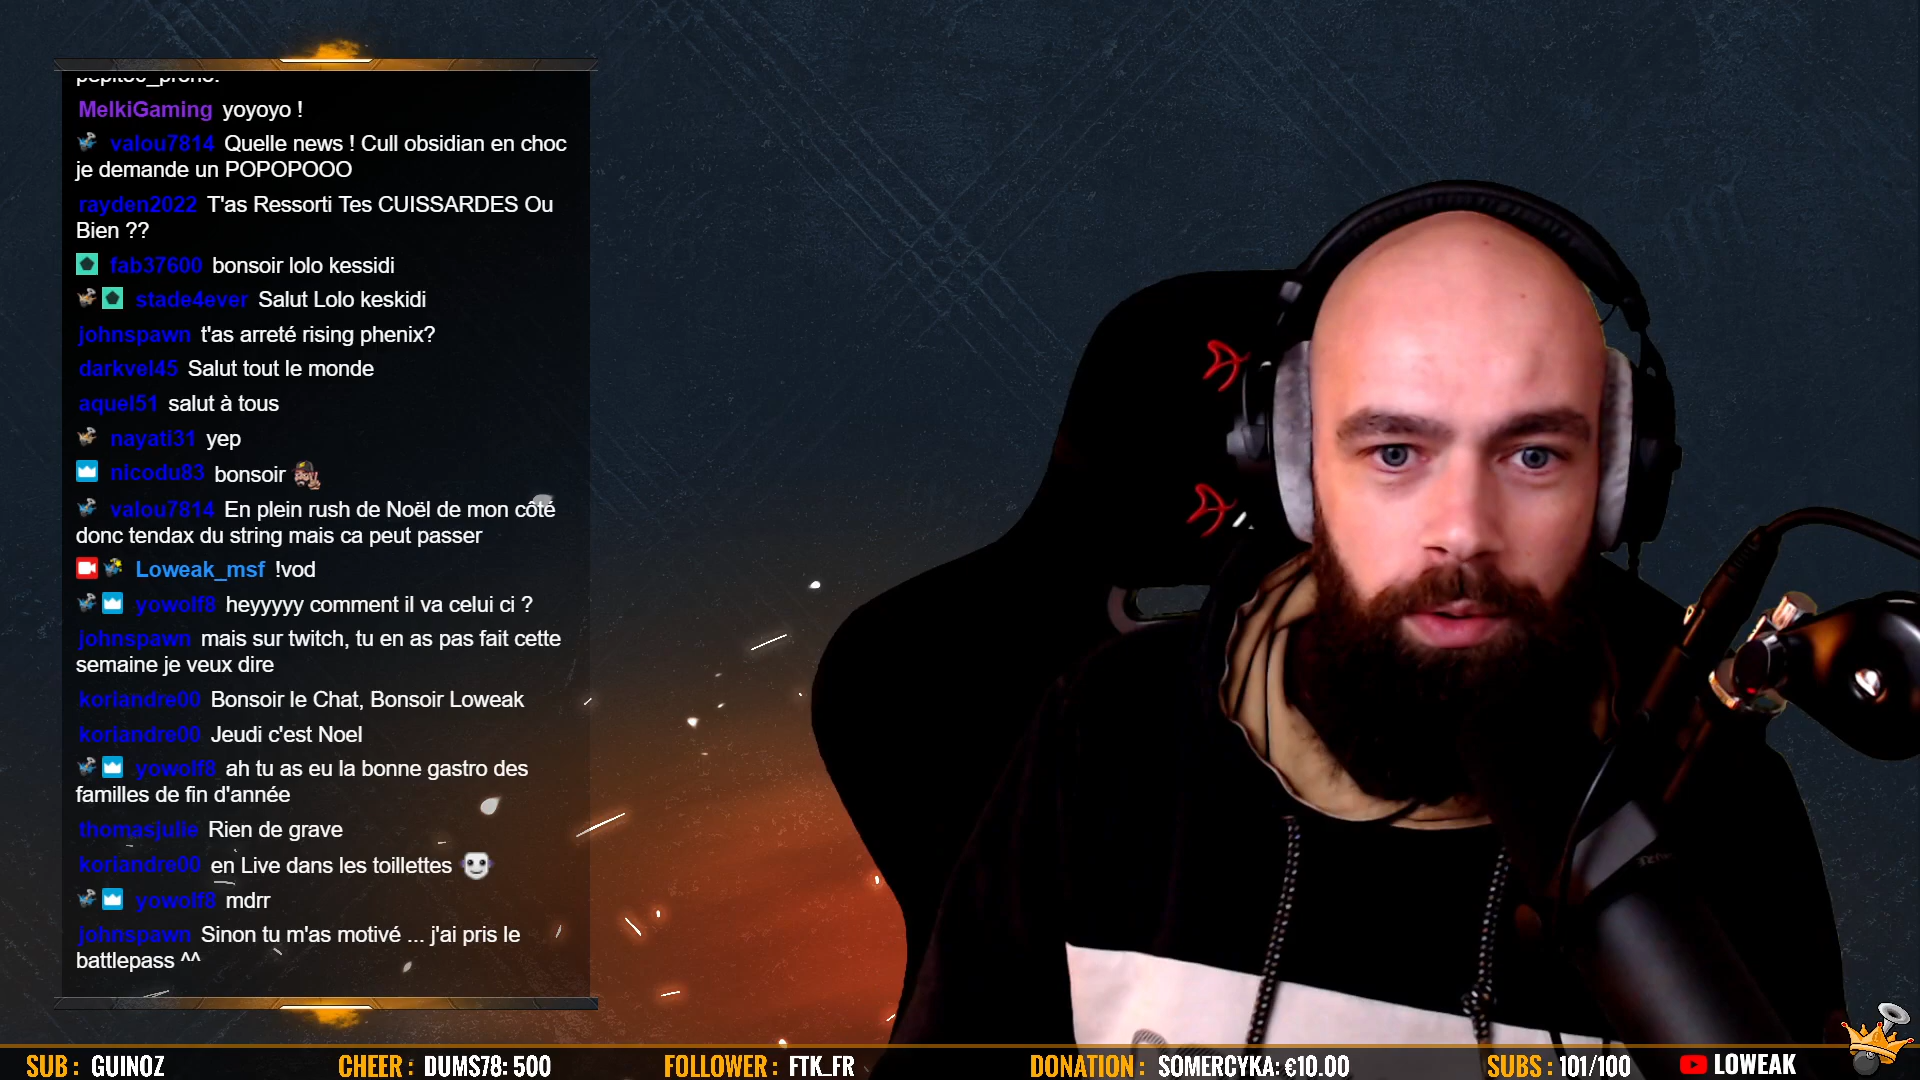 MelkiGaming yoyoyo !
valou7814 Quelle news ! Cull obsidian en choc
je demande un POPOPOOO
rayden2022 T'as Ressorti Tes CUISSARDES Ou
Bien ??
fab37600 bonsoir lolo kessidi
stade4ever Salut Lolo keskidi
johnspawn t'as arreté rising phenix?
darkvel45 Salut tout le monde
aquel51 salut à tous
nayati31 yep
nicodu83 bonsoir
valou7814 En plein rush de Noël de mon côté
donc tendax du string mais ca peut passer
Loweak_msf !vod
yowolf8 heyyyyy comment il va celui ci ?
johnspawn mais sur twitch, tu en as pas fait cette
semaine je veux dire
koriandre00 Bonsoir le Chat, Bonsoir Loweak
koriandre00 Jeudi c'est Noel
yowolf8 ah tu as eu la bonne gastro des
familles de fin d'année
thomasjulie Rien de grave
koriandre00 en Live dans les toillettes
yowolf8 mdrr
johnspawn Sinon tu m'as motivé ... j'ai pris le
battlepass ^^
SUB : GUINOZ CHEER : DUMS78: 500 FOLLOWER : FTK_FR DONATION : SOMERCYKA: €10.00 SUBS : 101/100 LOWEAK